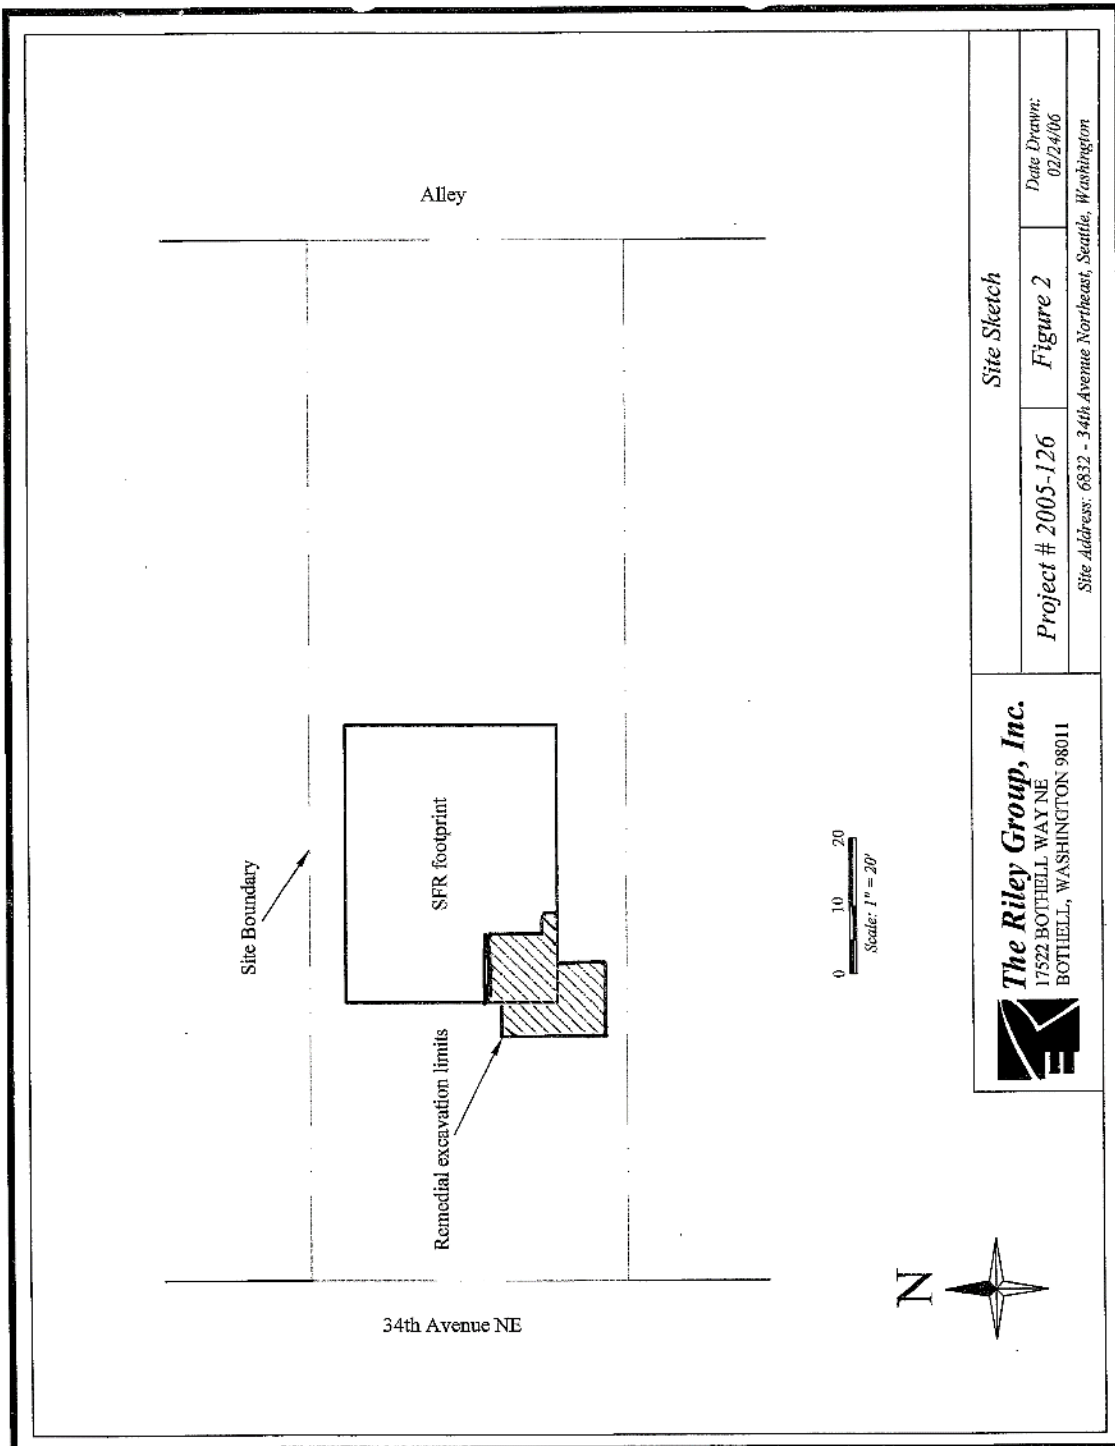 Alley
Site Boundary
SFR footprint
Remedial excavation limits
34th Avenue NE
0 10 20
Scale: 1" = 20'
N
The Riley Group, Inc.
17522 BOTHELL WAY NE
BOTHELL, WASHINGTON 98011
Site Sketch
Project # 2005-126
Figure 2
Date Drawn:
02/24/06
Site Address: 6832 - 34th Avenue Northeast, Seattle, Washington